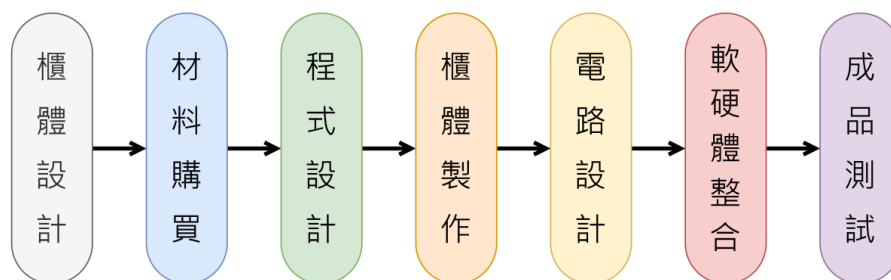 櫃體設計
材料購買
程式設計
櫃體製作
電路設計
軟硬體整合
成品測試